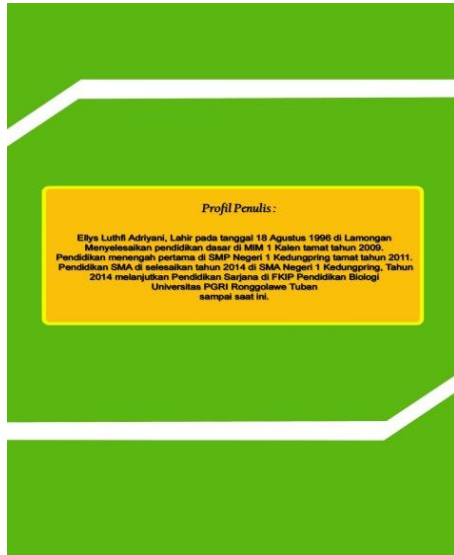 Profil Penulis :
Ellys Luthfi Adriyani, Lahir pada tanggal 18 Agustus 1996 di Lamongan
Menyelesaikan pendidikan dasar di MIM 1 Kalen tamat tahun 2009.
Pendidikan menengah pertama di SMP Negeri 1 Kedungpring tamat tahun 2011.
Pendidikan SMA di selesaikan tahun 2014 di SMA Negeri 1 Kedungpring, Tahun
2014 melanjutkan Pendidikan Sarjana di FKIP Pendidikan Biologi
Universitas PGRI Ronggolawe Tuban
sampai saat ini.